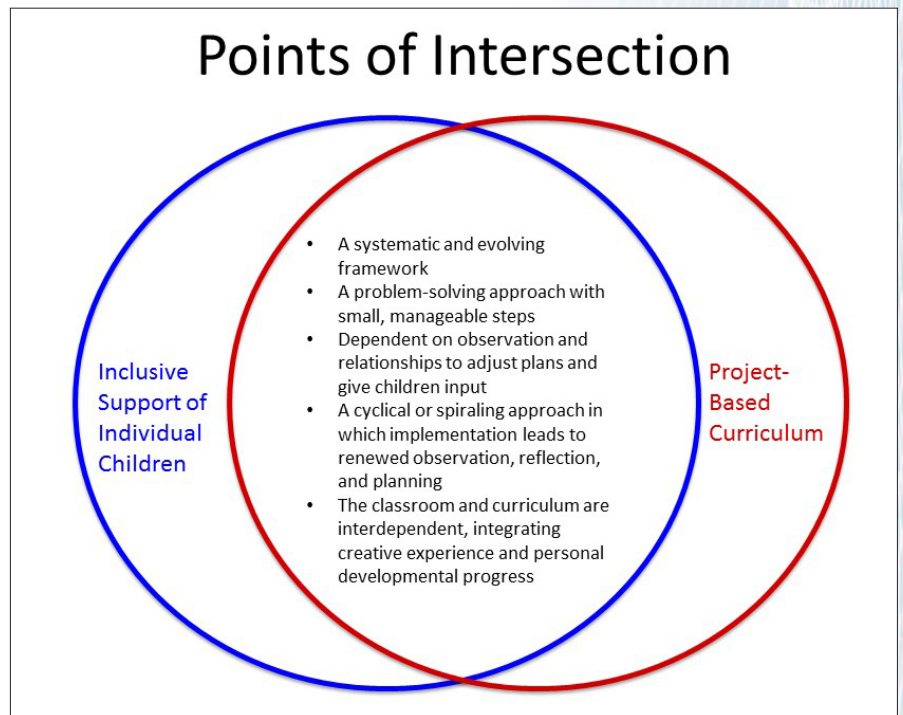 Points of Intersection
• A systematic and evolving
framework
• A problem-solving approach with
small, manageable steps
• Dependent on observation and
relationships to adjust plans and
give children input
• A cyclical or spiraling approach in
which implementation leads to
renewed observation, reflection,
and planning
• The classroom and curriculum are
interdependent, integrating
creative experience and personal
developmental progress
Inclusive
Support of
Individual
Children
Project-
Based
Curriculum